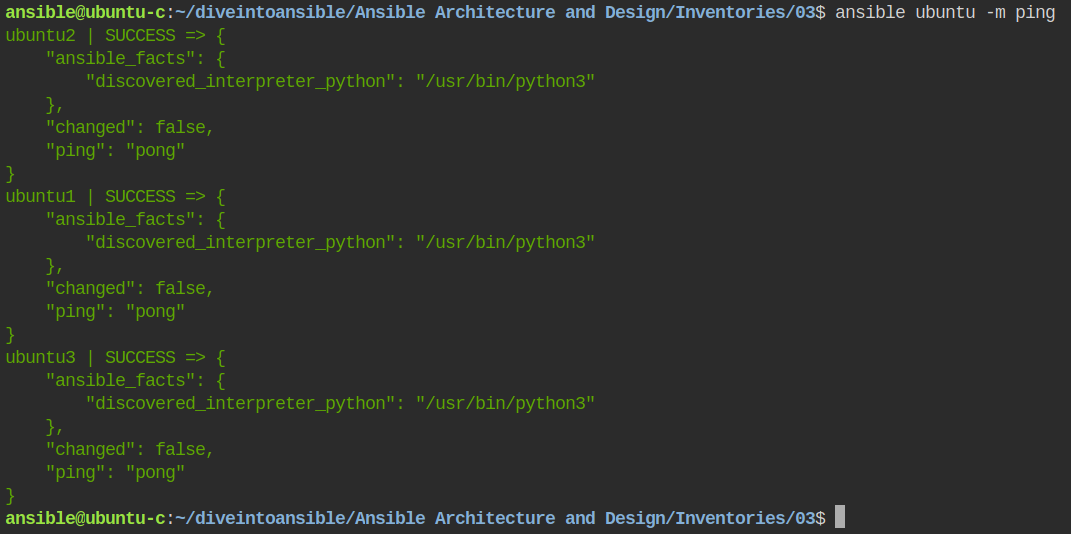 ansible@ubuntu-c:~/diveintoansible/Ansible Architecture and Design/Inventories/03$ ansible ubuntu -m ping
ubuntu2 | SUCCESS => {
    "ansible_facts": {
        "discovered_interpreter_python": "/usr/bin/python3"
    },
    "changed": false,
    "ping": "pong"
}
ubuntu1 | SUCCESS => {
    "ansible_facts": {
        "discovered_interpreter_python": "/usr/bin/python3"
    },
    "changed": false,
    "ping": "pong"
}
ubuntu3 | SUCCESS => {
    "ansible_facts": {
        "discovered_interpreter_python": "/usr/bin/python3"
    },
    "changed": false,
    "ping": "pong"
}
ansible@ubuntu-c:~/diveintoansible/Ansible Architecture and Design/Inventories/03$